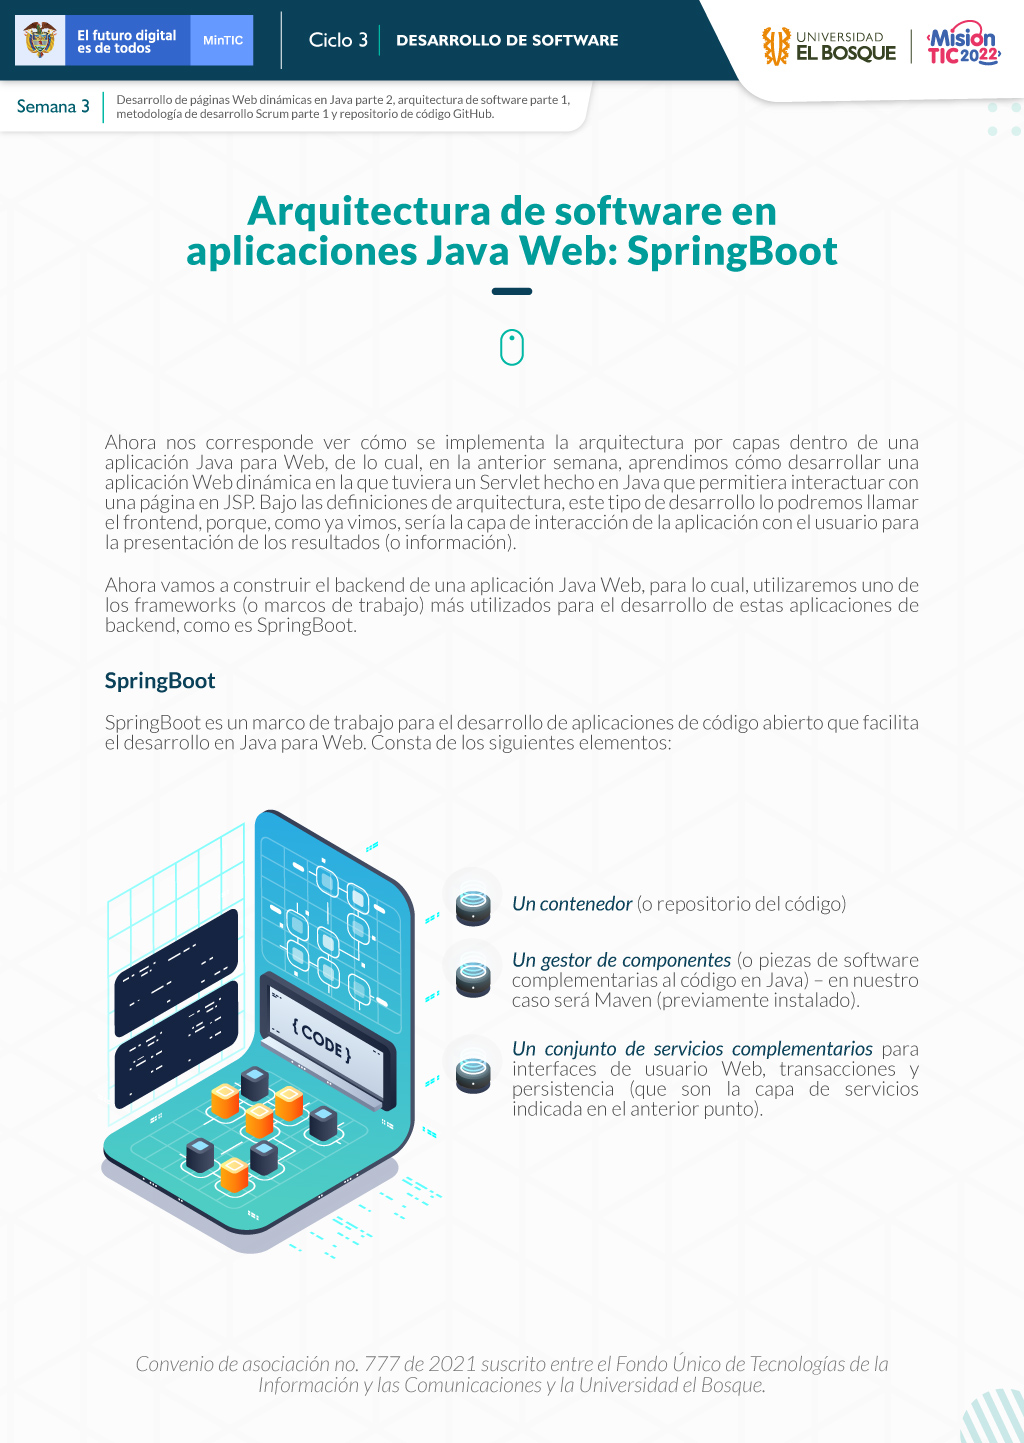 El futuro digital
es de todos
MinTIC
Ciclo 3
DESARROLLO DE SOFTWARE
UNIVERSIDAD
EL BOSQUE
Misión
TIC2022
Semana 3
Desarrollo de páginas Web dinámicas en Java parte 2, arquitectura de software parte 1,
metodología de desarrollo Scrum parte 1 y repositorio de código GitHub.
Arquitectura de software en
aplicaciones Java Web: SpringBoot
Ahora nos corresponde ver cómo se implementa la arquitectura por capas dentro de una
aplicación Java para Web, de lo cual, en la anterior semana, aprendimos cómo desarrollar una
aplicación Web dinámica en la que tuviera un Servlet hecho en Java que permitiera interactuar con
una página en JSP. Bajo las definiciones de arquitectura, este tipo de desarrollo lo podremos llamar
el frontend, porque, como ya vimos, sería la capa de interacción de la aplicación con el usuario para
la presentación de los resultados (o información).
Ahora vamos a construir el backend de una aplicación Java Web, para lo cual, utilizaremos uno de
los frameworks (o marcos de trabajo) más utilizados para el desarrollo de estas aplicaciones de
backend, como es SpringBoot.
SpringBoot
SpringBoot es un marco de trabajo para el desarrollo de aplicaciones de código abierto que facilita
el desarrollo en Java para Web. Consta de los siguientes elementos:
{ CODE }
Un contenedor (o repositorio del código)
Un gestor de componentes (o piezas de software
complementarias al código en Java) – en nuestro
caso será Maven (previamente instalado).
Un conjunto de servicios complementarios para
interfaces de usuario Web, transacciones y
persistencia (que son la capa de servicios
indicada en el anterior punto).
Convenio de asociación no. 777 de 2021 suscrito entre el Fondo Único de Tecnologías de la
Información y las Comunicaciones y la Universidad el Bosque.